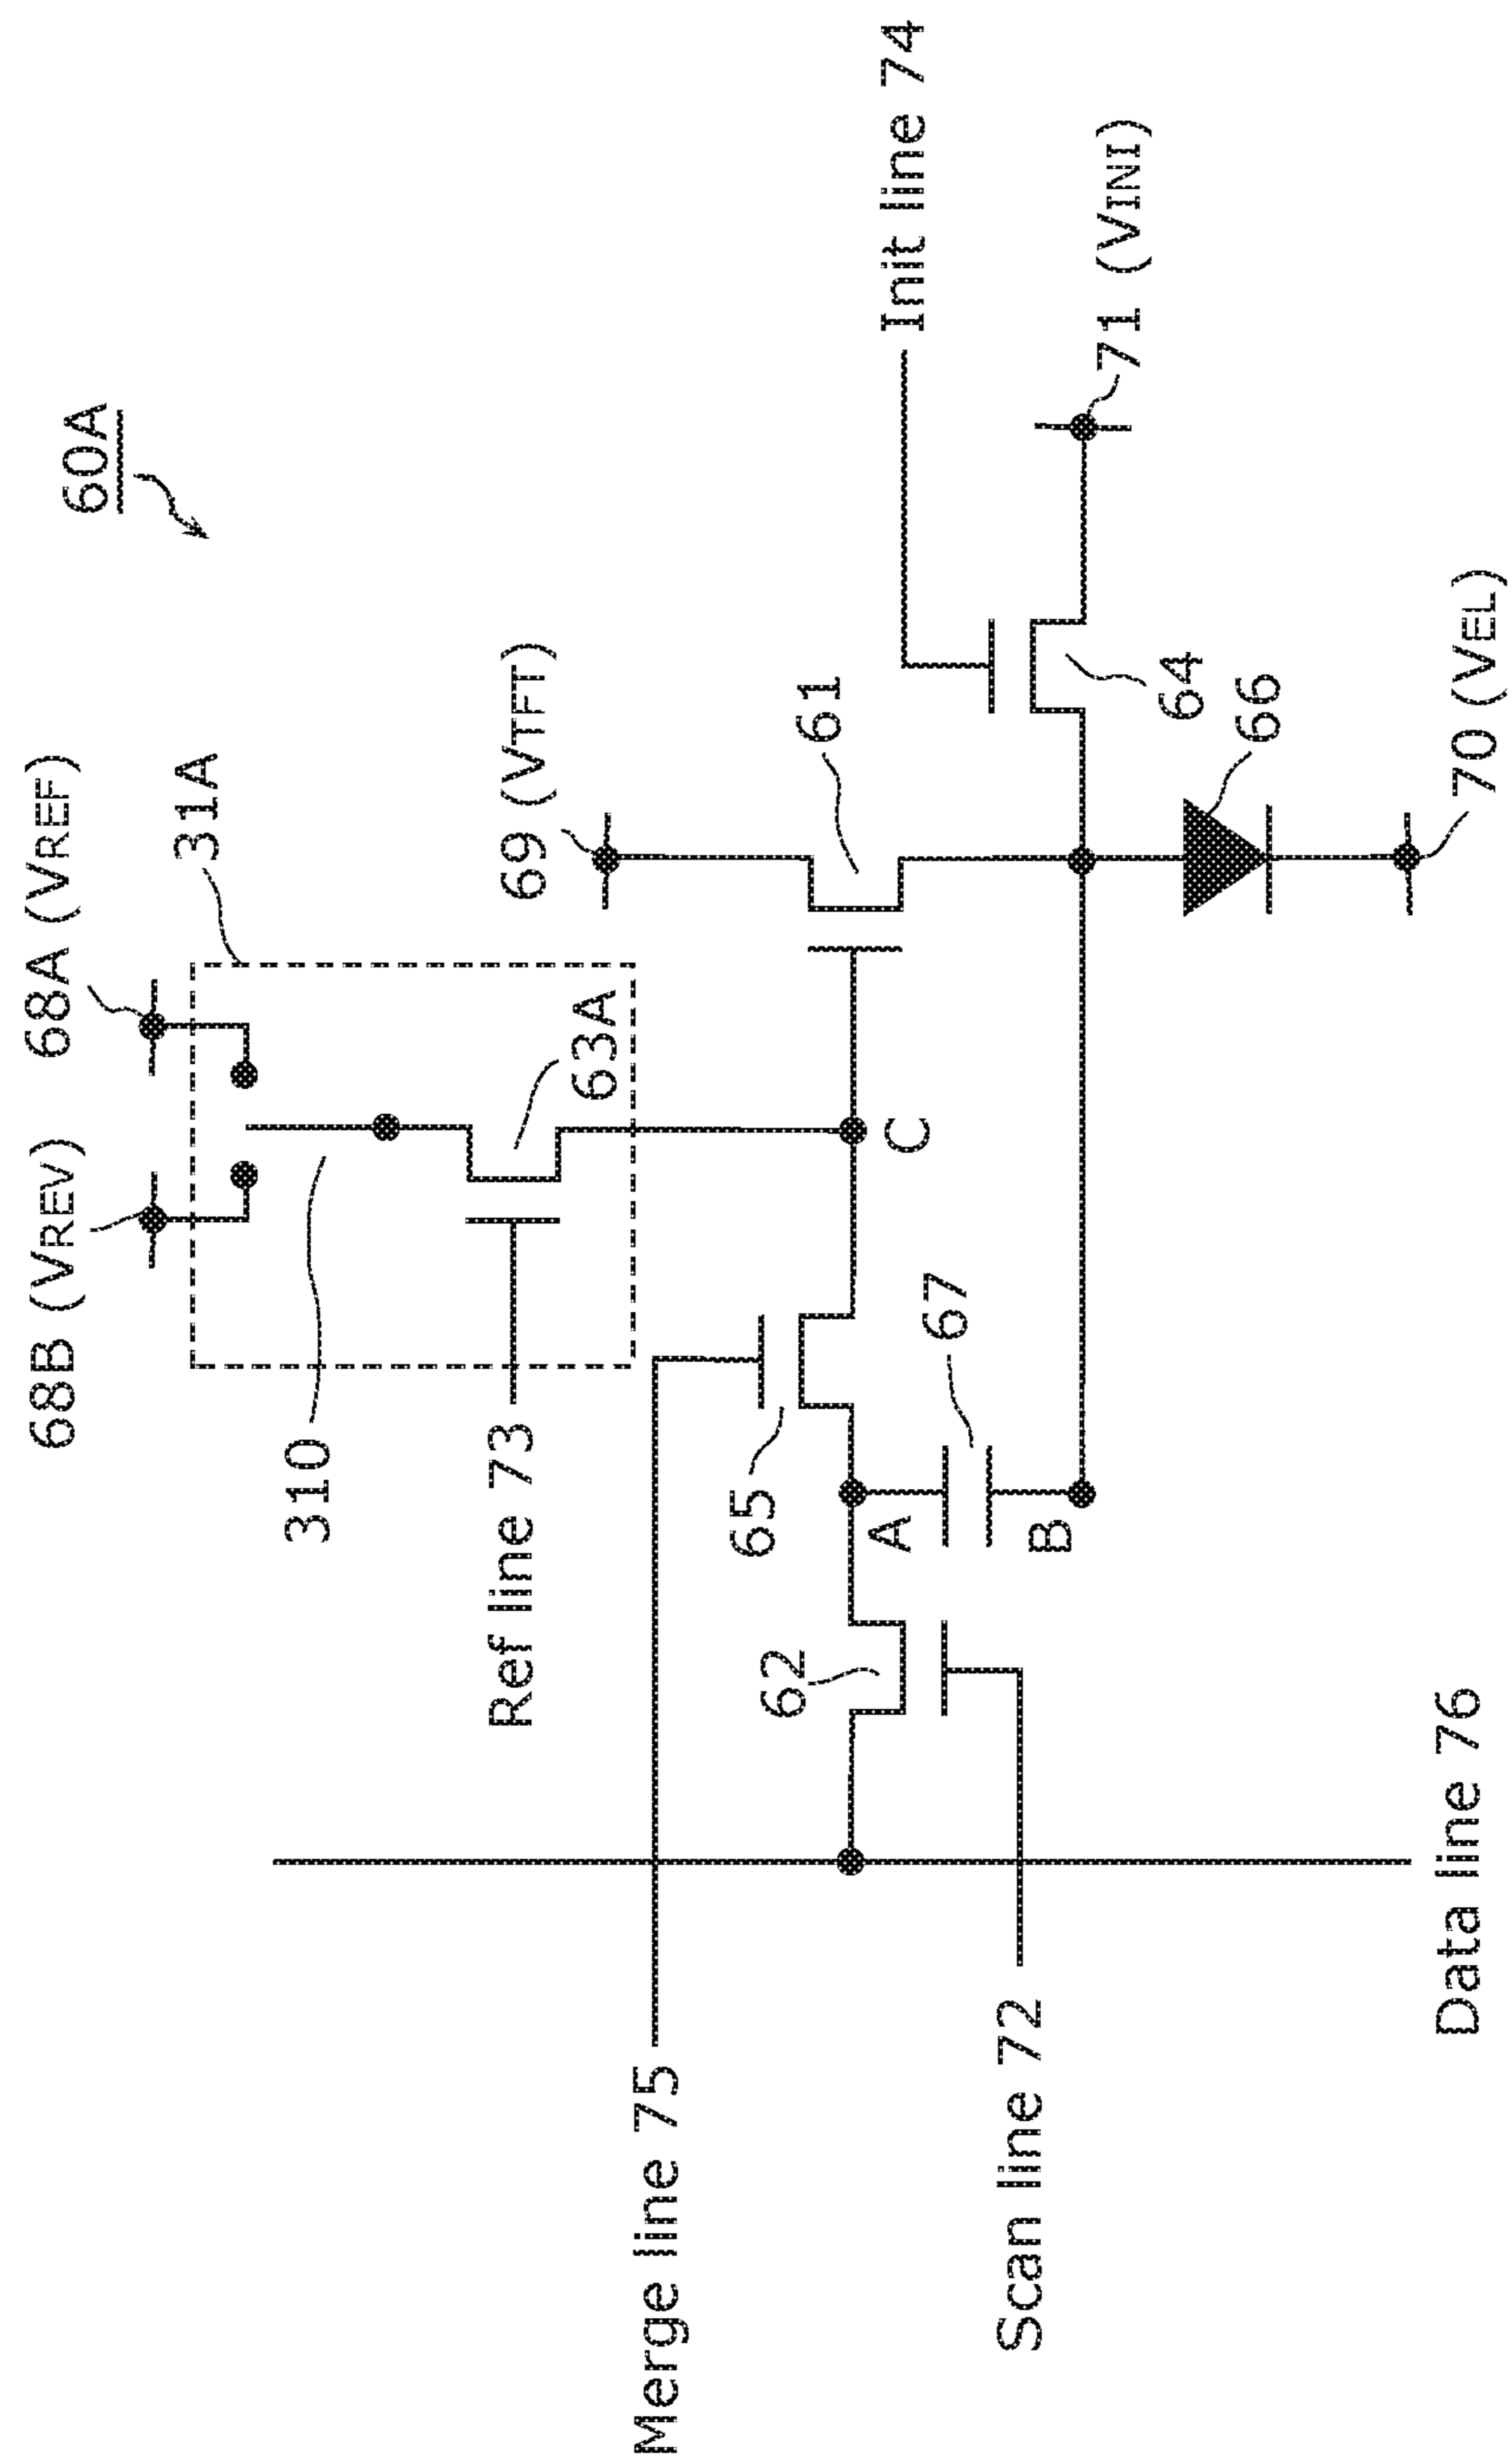 60A
68B (VREV)
68A (VREF)
31A
310
63A
69 (VTFT)
Ref line 73
61
Merge line 75
65
62
C
67
A
B
Init line 74
71 (VINI)
64
66
Scan line 72
70 (VEL)
Data line 76